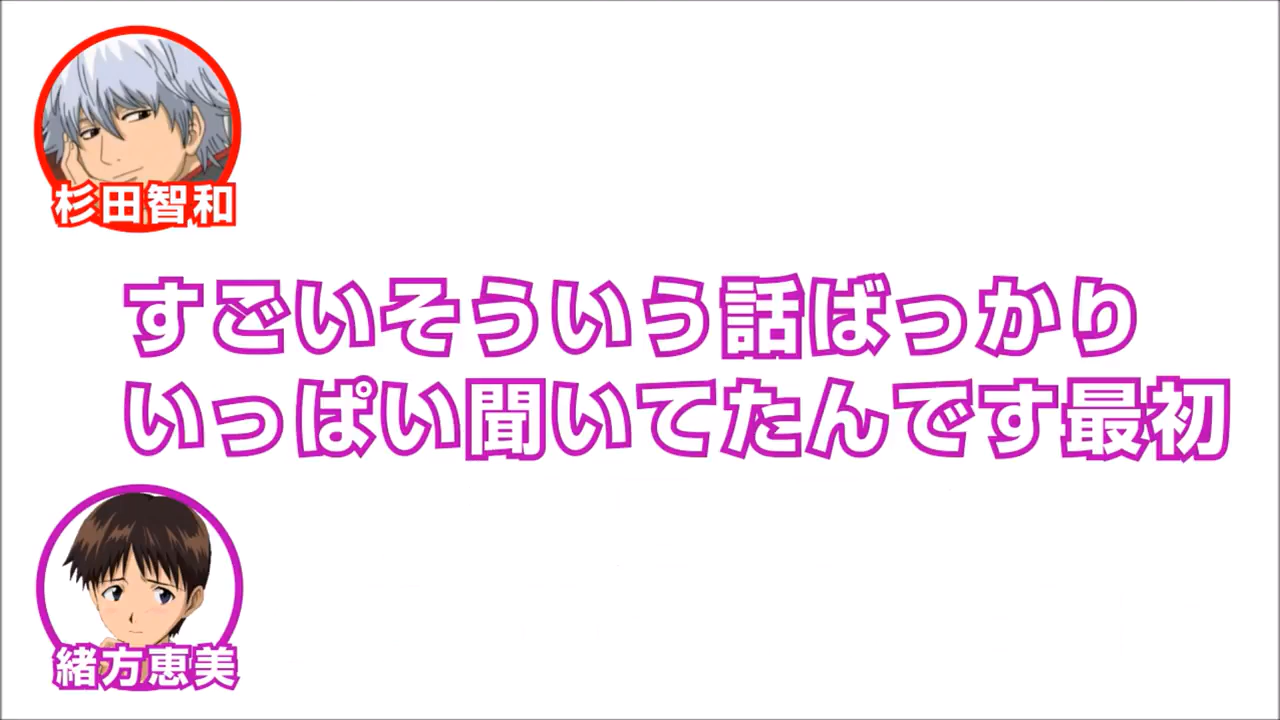 杉田智和
すごいそういう話ばっかり
いっぱい聞いてたんです最初
緒方恵美